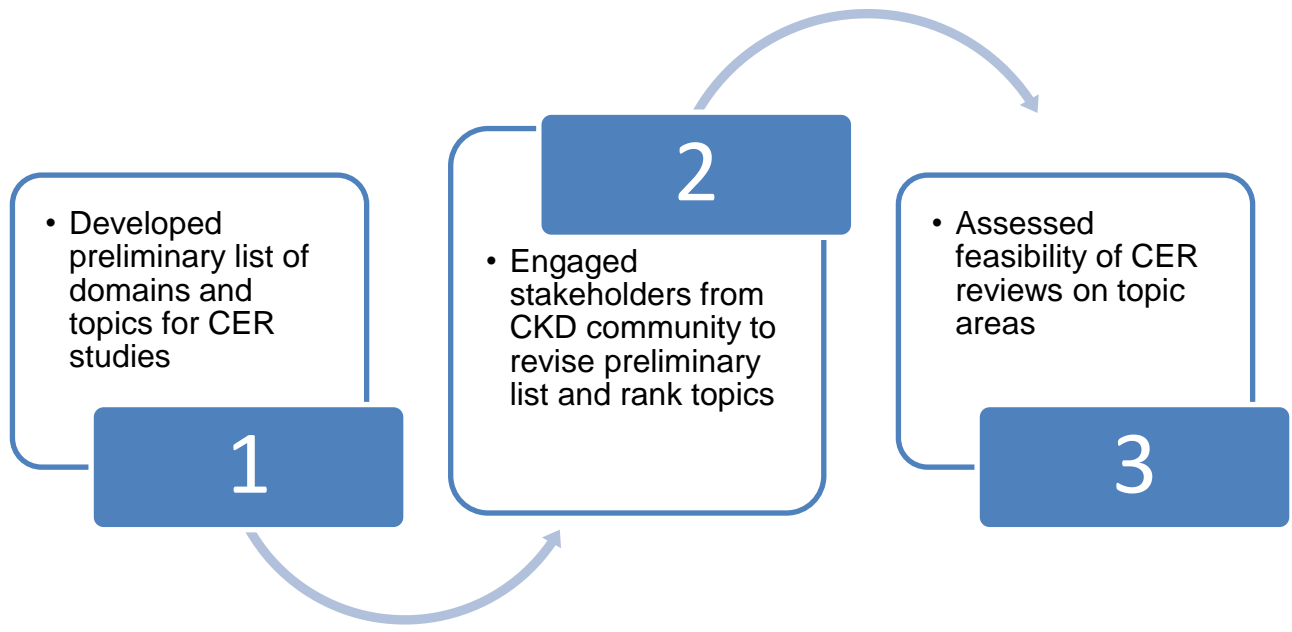 • Developed
preliminary list of
domains and
topics for CER
studies
1
2
• Engaged
stakeholders from
CKD community to
revise preliminary
list and rank topics
• Assessed
feasibility of CER
reviews on topic
areas
3